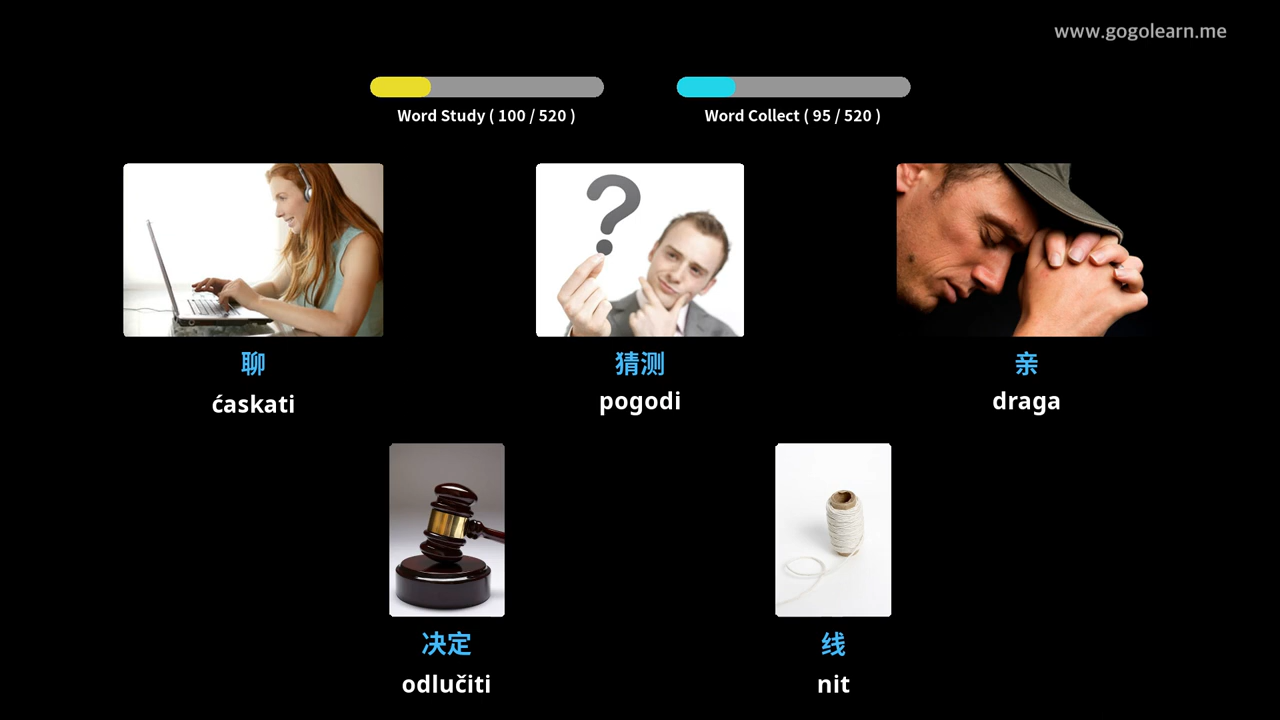 www.gogolearn.me
Word Study ( 100 / 520 )
Word Collect ( 95 / 520 )
聊
ćaskati
猜测
pogodi
亲
draga
决定
odlučiti
线
nit